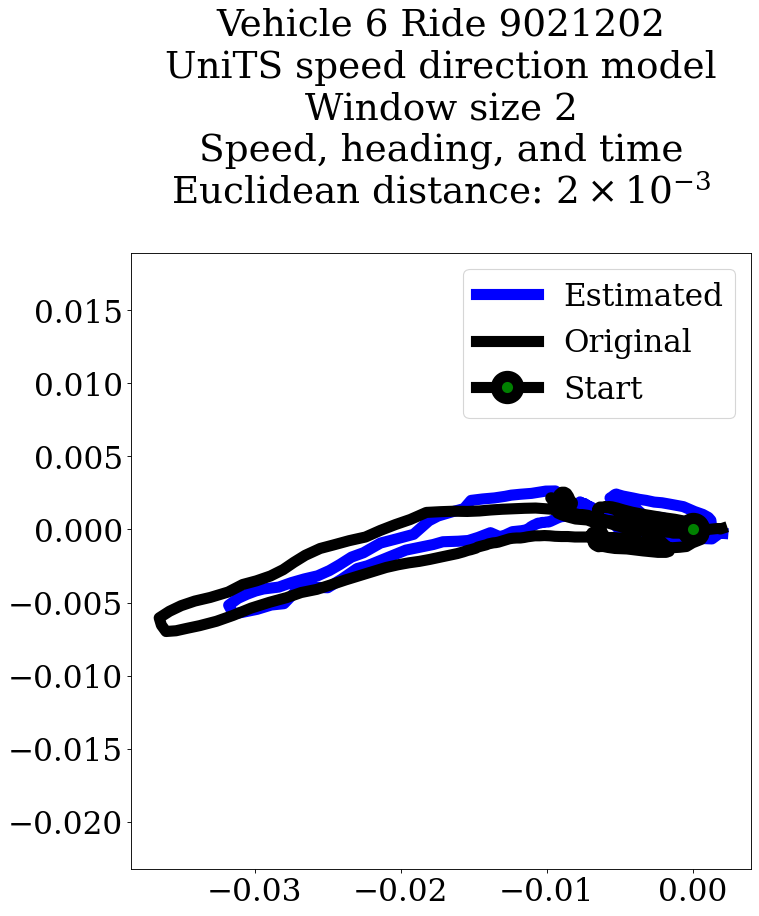 Vehicle 6 Ride 9021202
UniTS speed direction model
Window size 2
Speed, heading, and time
Euclidean distance: 2 × 10⁻³
Estimated
Original
Start
0.015
0.010
0.005
0.000
−0.005
−0.010
−0.015
−0.020
−0.03 −0.02 −0.01 0.00